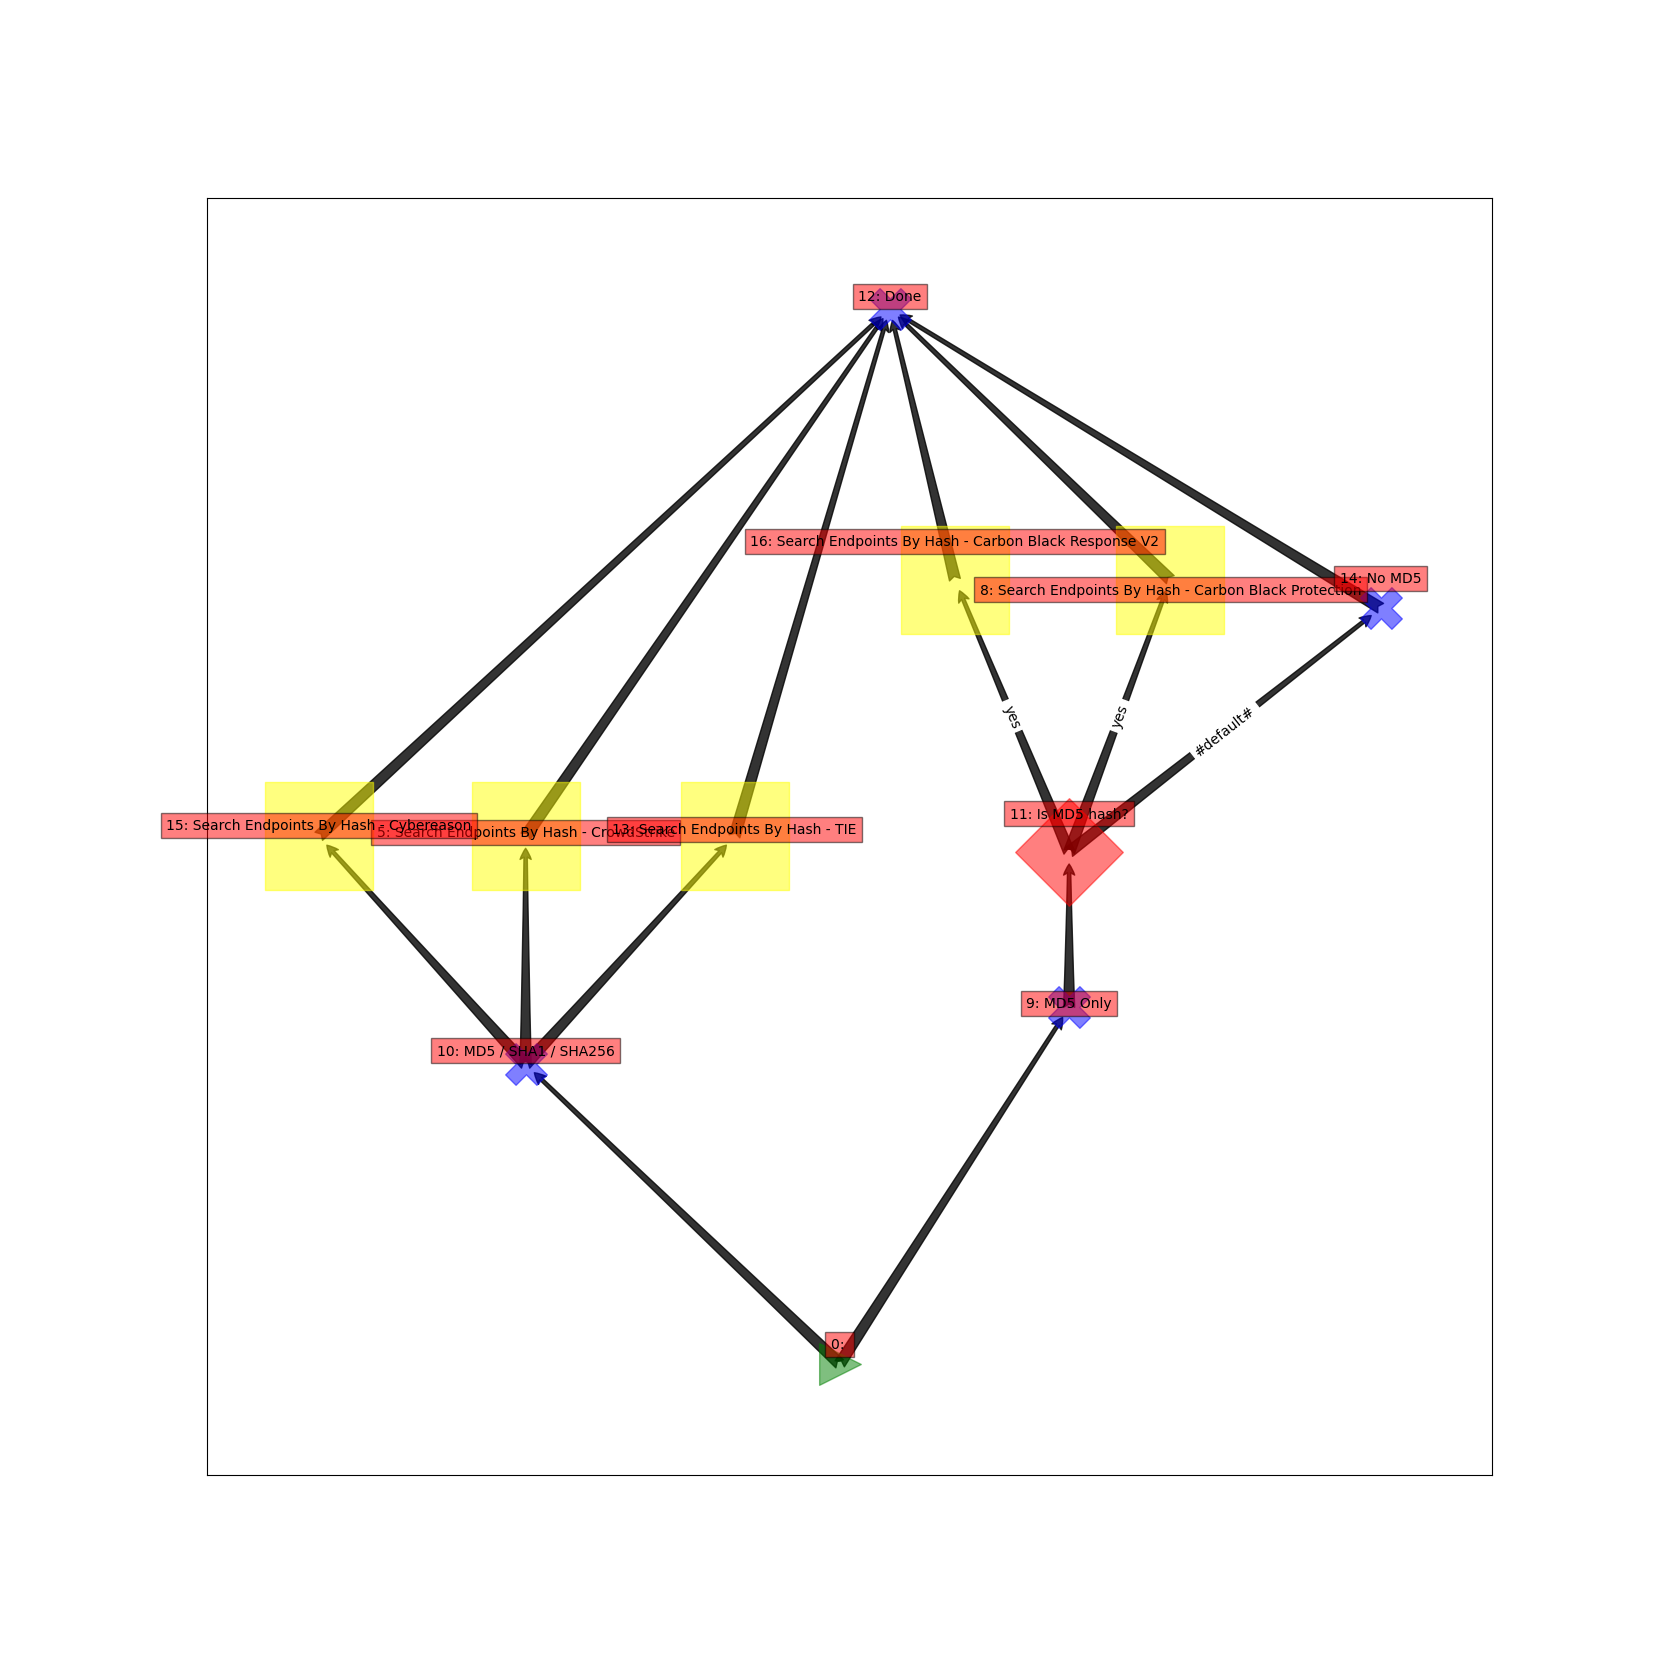 12: Done
16: Search Endpoints By Hash - Carbon Black Response V2
14: No MD5
8: Search Endpoints By Hash - Carbon Black Protection
yes
yes
#default#
11: Is MD5 hash?
15: Search Endpoints By Hash - Cybereason
5: Search Endpoints By Hash - CrowdStrike
13: Search Endpoints By Hash - TIE
9: MD5 Only
10: MD5 / SHA1 / SHA256
0: